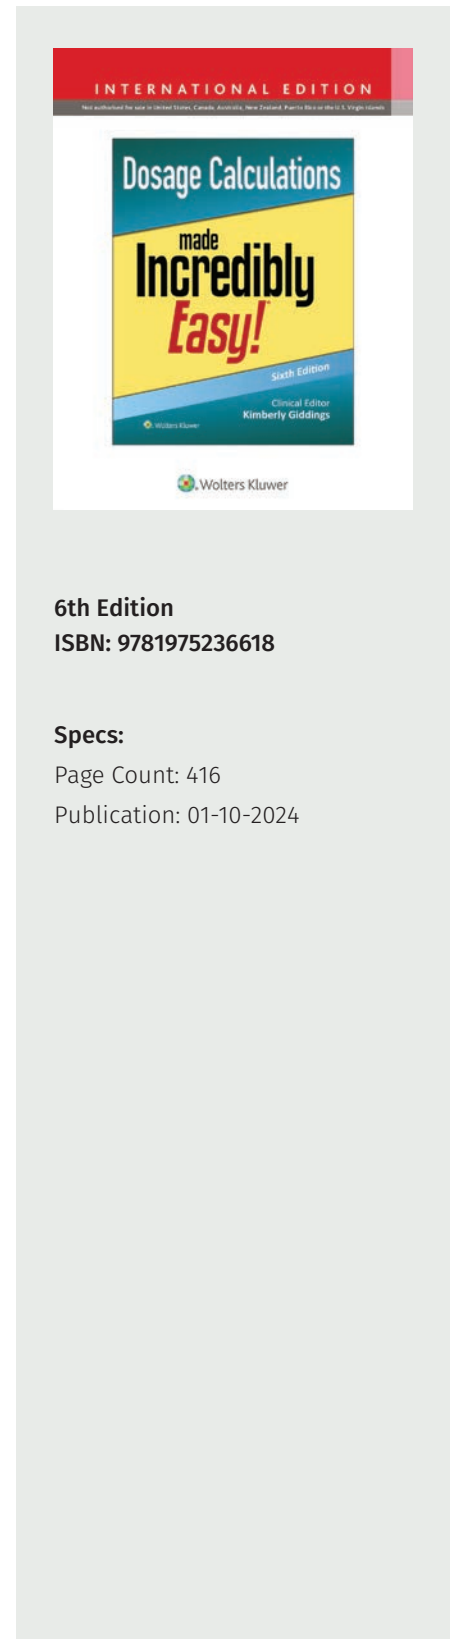 INTERNATIONAL EDITION
Not authorised for sale in United States, Canada, Australia, New Zealand, Puerto Rico or the U.S. Virgin Islands
Dosage Calculations
made
Incredibly
Easy!
Sixth Edition
Clinical Editor
Kimberly Giddings
Wolters Kluwer
Wolters Kluwer
6th Edition
ISBN: 9781975236618
Specs:
Page Count: 416
Publication: 01-10-2024